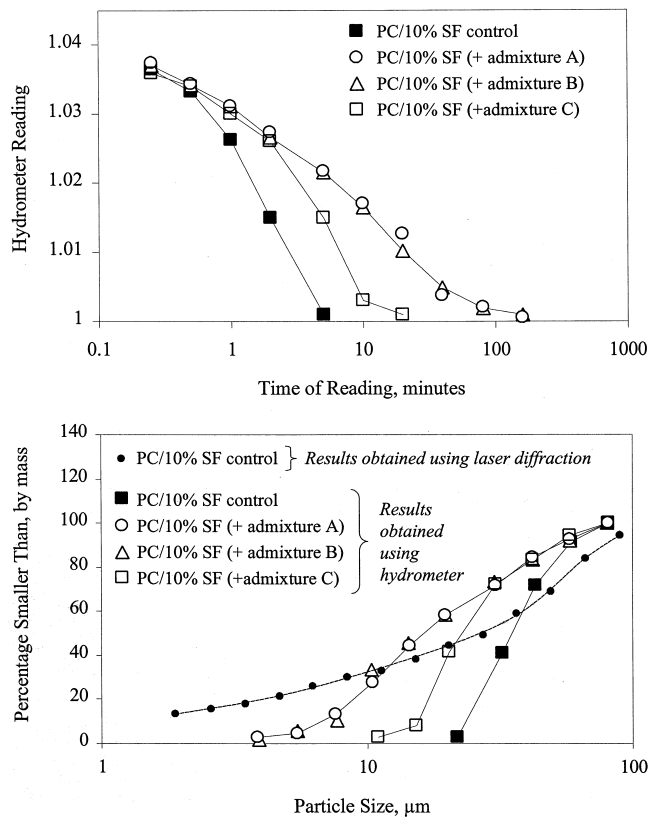 1.04
1.03
1.02
1.01
1
Hydrometer Reading
PC/10% SF control
PC/10% SF (+ admixture A)
PC/10% SF (+ admixture B)
PC/10% SF (+admixture C)
0.1 1 10 100 1000
Time of Reading, minutes
140
120
100
80
60
40
20
0
Percentage Smaller Than, by mass
PC/10% SF control Results obtained using laser diffraction
PC/10% SF control
PC/10% SF (+ admixture A)
PC/10% SF (+ admixture B)
PC/10% SF (+admixture C)
Results
obtained
using
hydrometer
1 10 100
Particle Size, μm